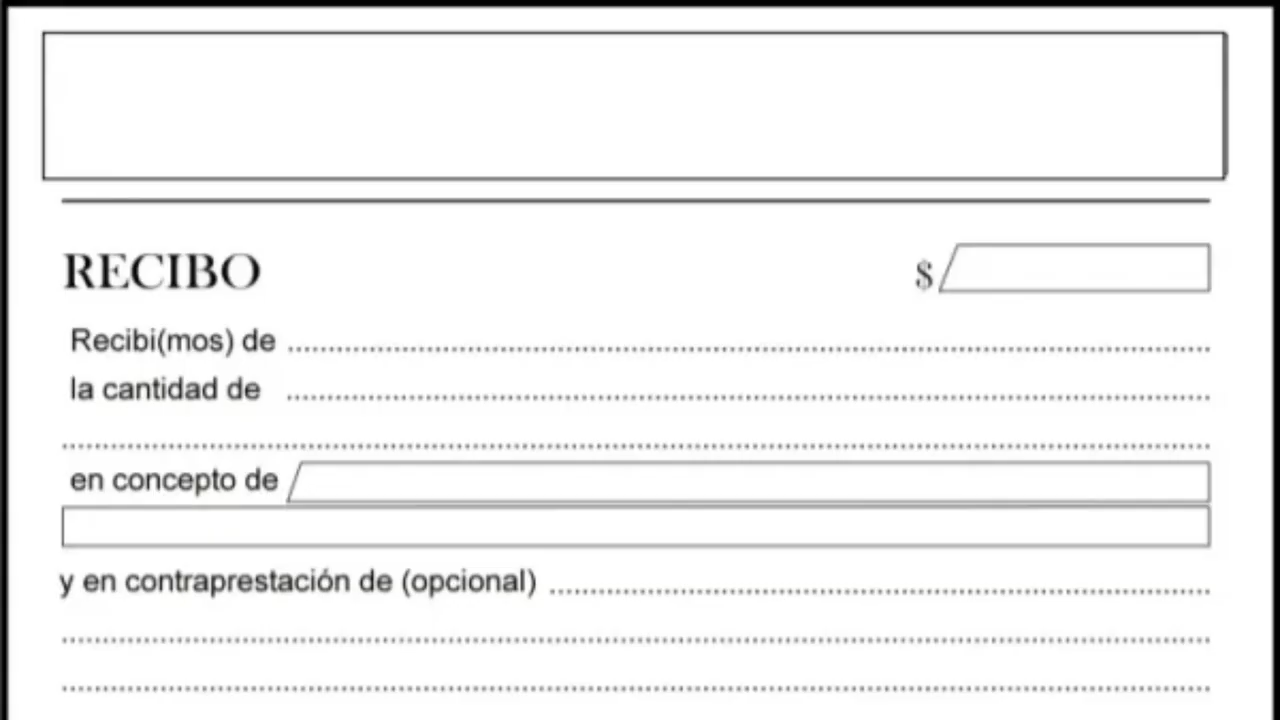 RECIBO
$
Recibi(mos) de
la cantidad de
en concepto de
y en contraprestación de (opcional)